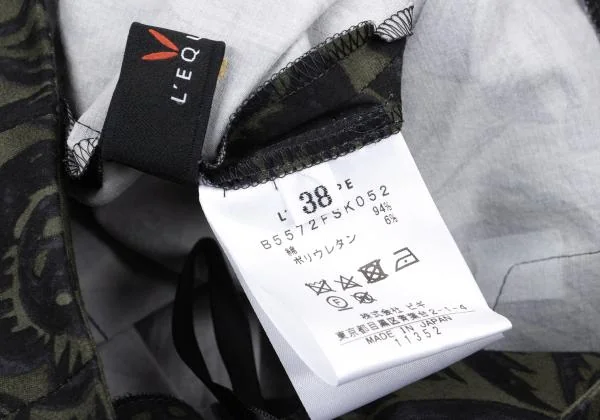 L'EQU
38
B5572FSK052
綿 94%
ポリウレタン 6%
株式会社 ビギ
東京都目黒区青葉台2-1-4
MADE IN JAPAN
11352